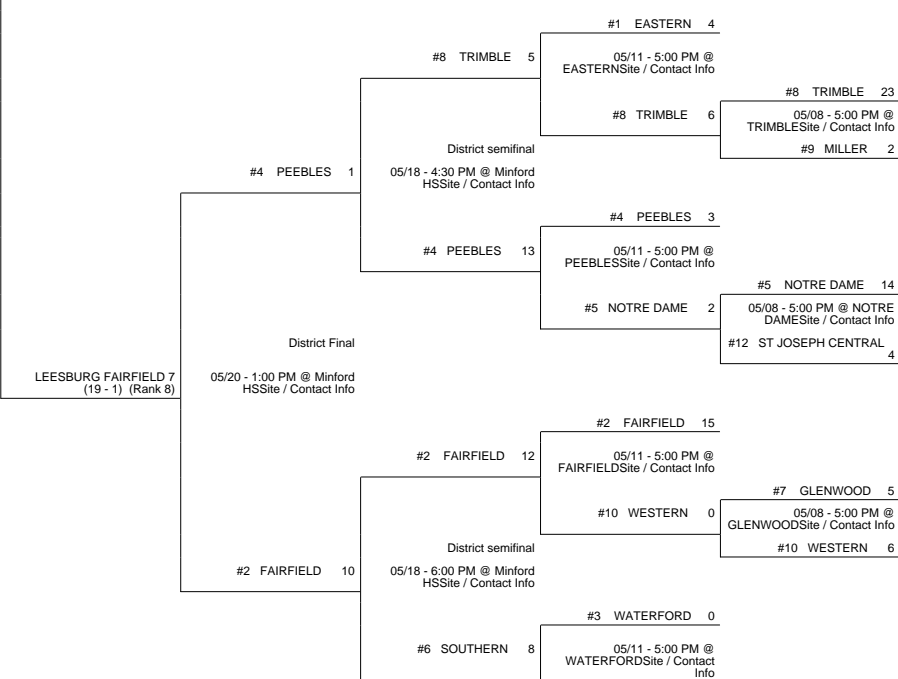 #1 EASTERN 4
#8 TRIMBLE 5
05/11 - 5:00 PM @
EASTERNSite / Contact Info
#8 TRIMBLE 23
#8 TRIMBLE 6
05/08 - 5:00 PM @
TRIMBLESite / Contact Info
#9 MILLER 2
District semifinal
#4 PEEBLES 1
05/18 - 4:30 PM @ Minford
HSSite / Contact Info
#4 PEEBLES 3
#4 PEEBLES 13
05/11 - 5:00 PM @
PEEBLESSite / Contact Info
#5 NOTRE DAME 14
#5 NOTRE DAME 2
05/08 - 5:00 PM @ NOTRE
DAMESite / Contact Info
#12 ST JOSEPH CENTRAL
4
District Final
LEESBURG FAIRFIELD 7
(19 - 1) (Rank 8)
05/20 - 1:00 PM @ Minford
HSSite / Contact Info
#2 FAIRFIELD 15
#2 FAIRFIELD 12
05/11 - 5:00 PM @
FAIRFIELDSite / Contact Info
#7 GLENWOOD 5
#10 WESTERN 0
05/08 - 5:00 PM @
GLENWOODSite / Contact Info
#10 WESTERN 6
District semifinal
#2 FAIRFIELD 10
05/18 - 6:00 PM @ Minford
HSSite / Contact Info
#3 WATERFORD 0
#6 SOUTHERN 8
05/11 - 5:00 PM @
WATERFORDSite / Contact
Info